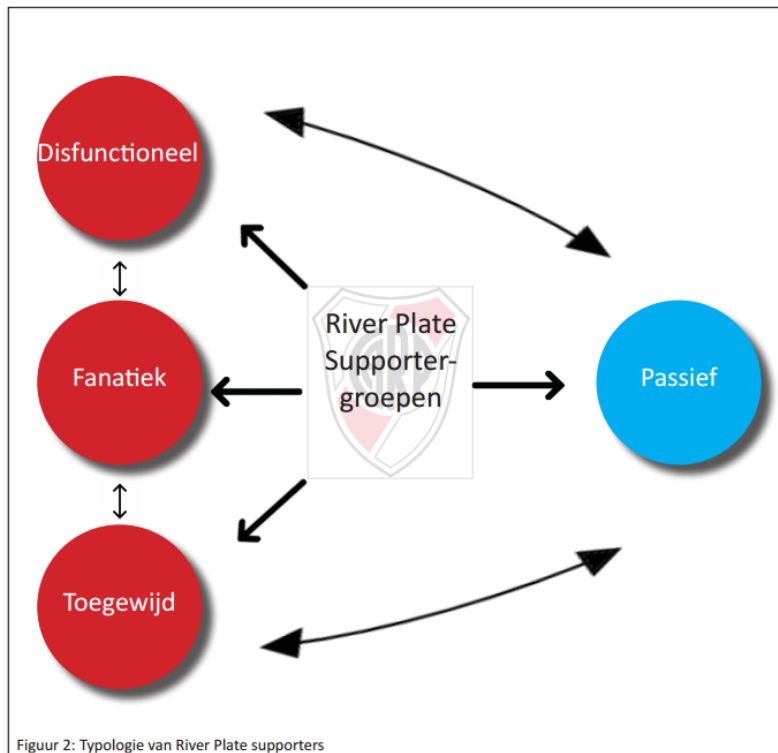 Disfunctioneel
Fanatiek
Toegewijd
River Plate
Supporter-
groepen
Passief
Figuur 2: Typologie van River Plate supporters